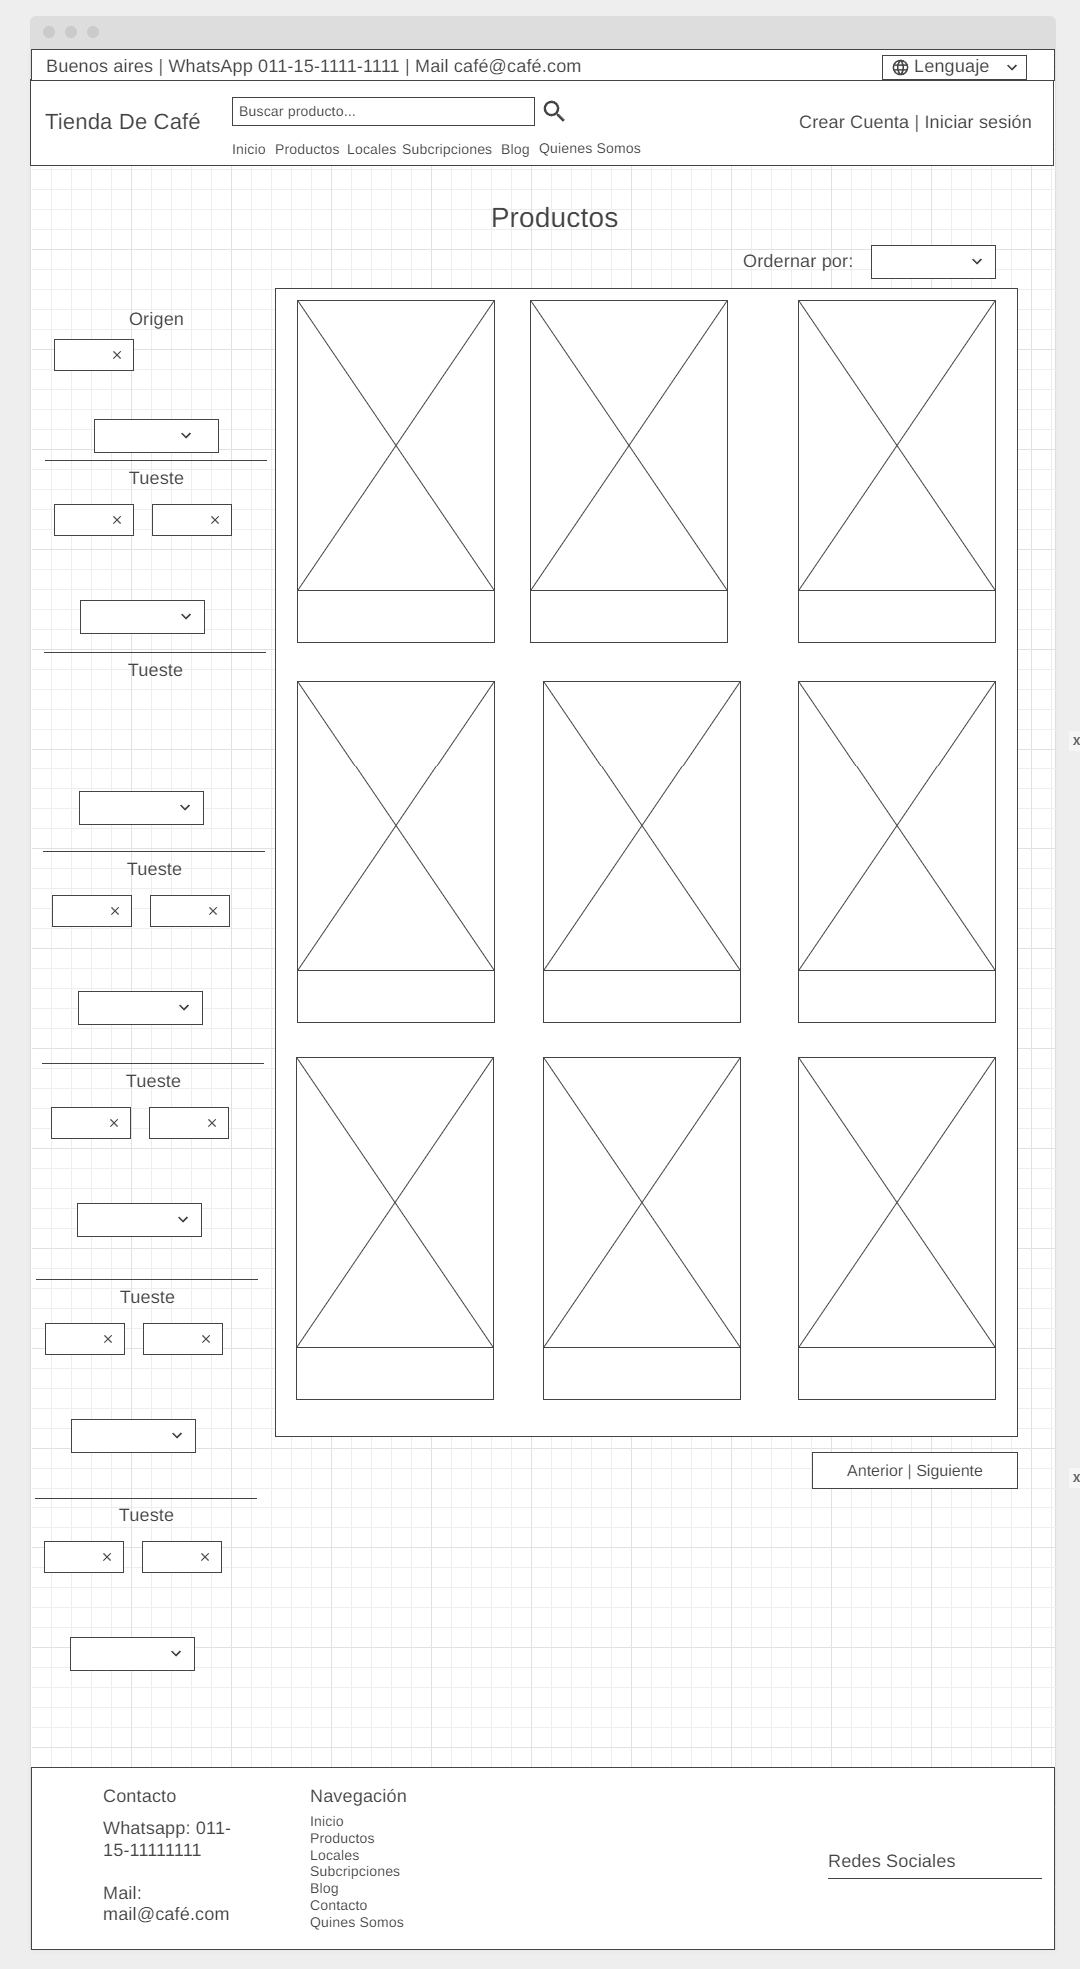 Buenos aires | WhatsApp 011-15-1111-1111 | Mail café@café.com
Lenguaje
Tienda De Café
Buscar producto...
Crear Cuenta | Iniciar sesión
Inicio Productos Locales Subcripciones Blog Quienes Somos
Productos
Ordernar por:
Origen
Tueste
Tueste
Tueste
Tueste
Tueste
Anterior | Siguiente
Tueste
Contacto
Whatsapp: 011-
15-11111111
Mail:
mail@café.com
Navegación
Inicio
Productos
Locales
Subcripciones
Blog
Contacto
Quines Somos
Redes Sociales